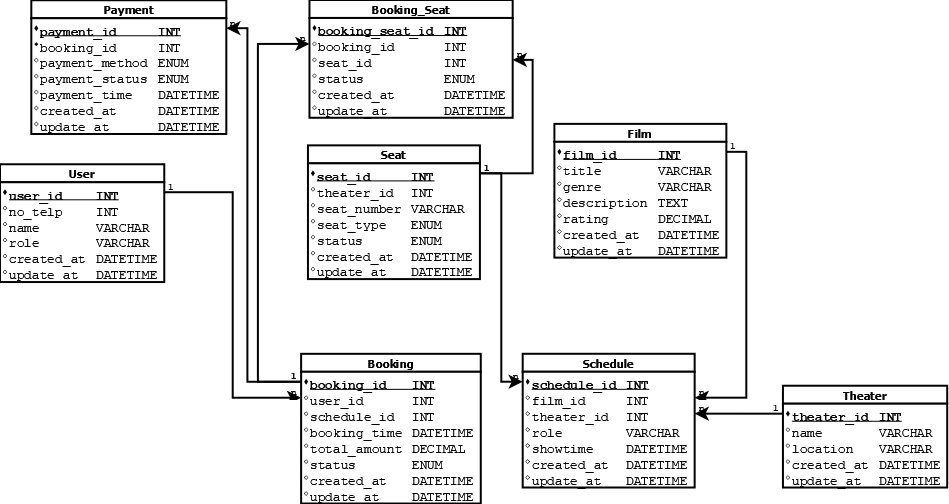 Payment
payment_id INT
booking_id INT
payment_method ENUM
payment_status ENUM
payment_time DATETIME
created_at DATETIME
update_at DATETIME
Booking_Seat
booking_seat_id INT
booking_id INT
seat_id INT
status ENUM
created_at DATETIME
update_at DATETIME
Film
film_id INT
title VARCHAR
genre VARCHAR
description TEXT
rating DECIMAL
created_at DATETIME
update_at DATETIME
1
Seat
seat_id INT
theater_id INT
seat_number VARCHAR
seat_type ENUM
status ENUM
created_at DATETIME
update_at DATETIME
1
User
user_id INT
no_telp INT
name VARCHAR
role VARCHAR
created_at DATETIME
update_at DATETIME
1
Booking
booking_id INT
user_id INT
schedule_id INT
booking_time DATETIME
total_amount DECIMAL
status ENUM
created_at DATETIME
update_at DATETIME
1
Schedule
schedule_id INT
film_id INT
theater_id INT
role VARCHAR
showtime DATETIME
created_at DATETIME
update_at DATETIME
Theater
theater_id INT
name VARCHAR
location VARCHAR
created_at DATETIME
update_at DATETIME
1